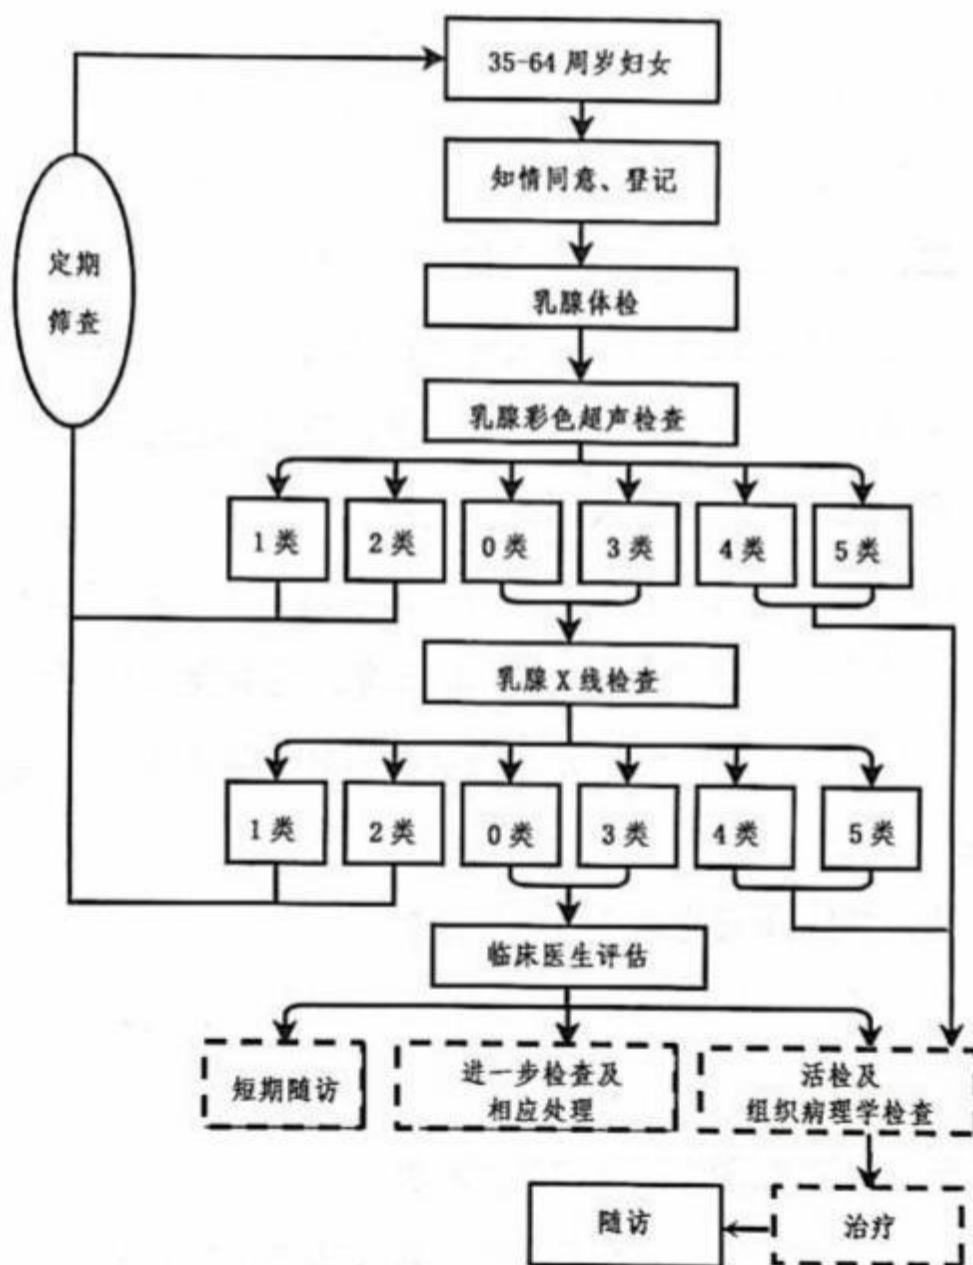 35-64 周岁妇女
知情同意、登记
定期
筛查
乳腺体检
乳腺彩色超声检查
1 类
2 类
0 类
3 类
4 类
5 类
乳腺 X 线检查
1 类
2 类
0 类
3 类
4 类
5 类
临床医生评估
短期随访
进一步检查及
相应处理
活检及
组织病理学检查
随访
治疗